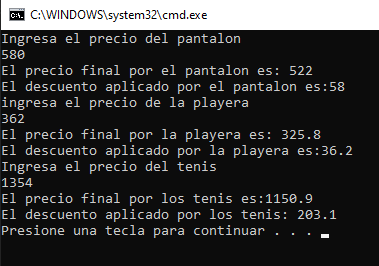 C:\WINDOWS\system32\cmd.exe
Ingresa el precio del pantalon
580
El precio final por el pantalon es: 522
El descuento aplicado por el pantalon es:58
ingresa el precio de la playera
362
El precio final por la playera es: 325.8
El descuento aplicado por la playera es:36.2
Ingresa el precio del tenis
1354
El precio final por los tenis es:1150.9
El descuento aplicado por los tenis: 203.1
Presione una tecla para continuar . . .